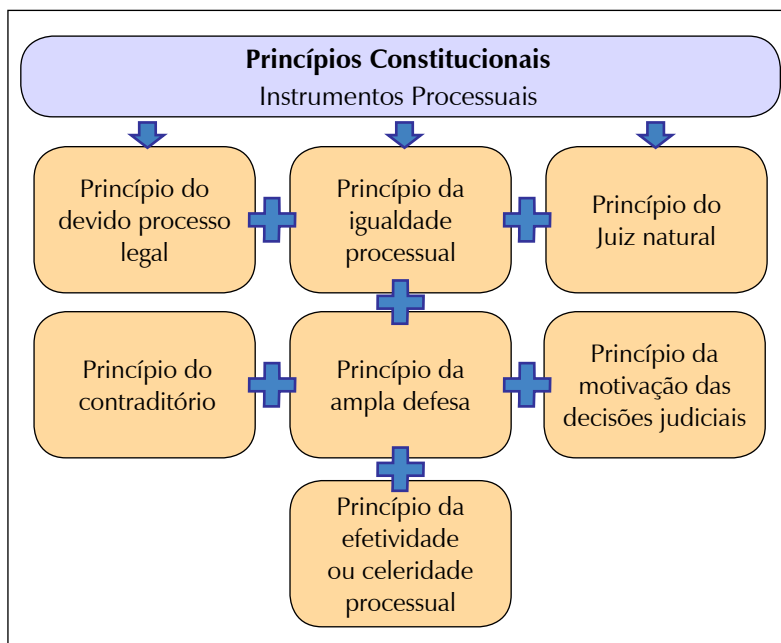 Princípios Constitucionais
Instrumentos Processuais
Princípio do
devido processo
legal
Princípio da
igualdade
processual
Princípio do
Juiz natural
Princípio do
contraditório
Princípio da
ampla defesa
Princípio da
motivação das
decisões judiciais
Princípio da
efetividade
ou celeridade
processual